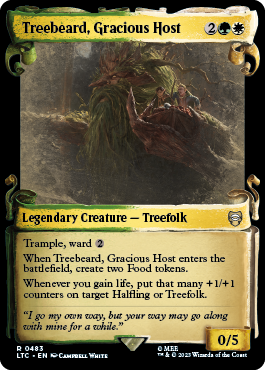 Treebeard, Gracious Host 2
Legendary Creature — Treefolk
Trample, ward 2
When Treebeard, Gracious Host enters the
battlefield, create two Food tokens.
Whenever you gain life, put that many +1/+1
counters on target Halfling or Treefolk.
"I go my own way, but your way may go along
with mine for a while."
0/5
R 0483
LTC • EN Campbell White
© MEE
™ & © 2023 Wizards of the Coast